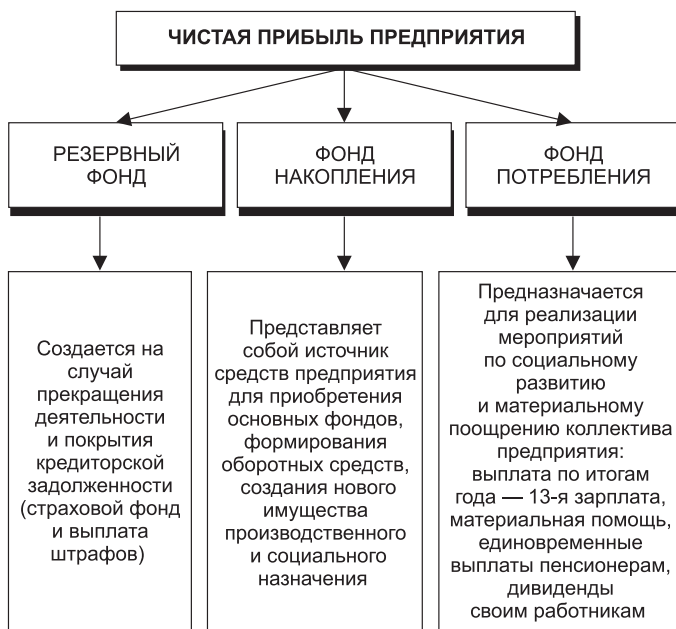 ЧИСТАЯ ПРИБЫЛЬ ПРЕДПРИЯТИЯ
РЕЗЕРВНЫЙ
ФОНД
ФОНД
НАКОПЛЕНИЯ
ФОНД
ПОТРЕБЛЕНИЯ
Создается на
случай
прекращения
деятельности
и покрытия
кредиторской
задолженности
(страховой фонд
и выплата
штрафов)
Представляет
собой источник
средств предприятия
для приобретения
основных фондов,
формирования
оборотных средств,
создания нового
имущества
производственного
и социального
назначения
Предназначается
для реализации
мероприятий
по социальному
развитию
и материальному
поощрению коллектива
предприятия:
выплата по итогам
года — 13-я зарплата,
материальная помощь,
единовременные
выплаты пенсионерам,
дивиденды
своим работникам